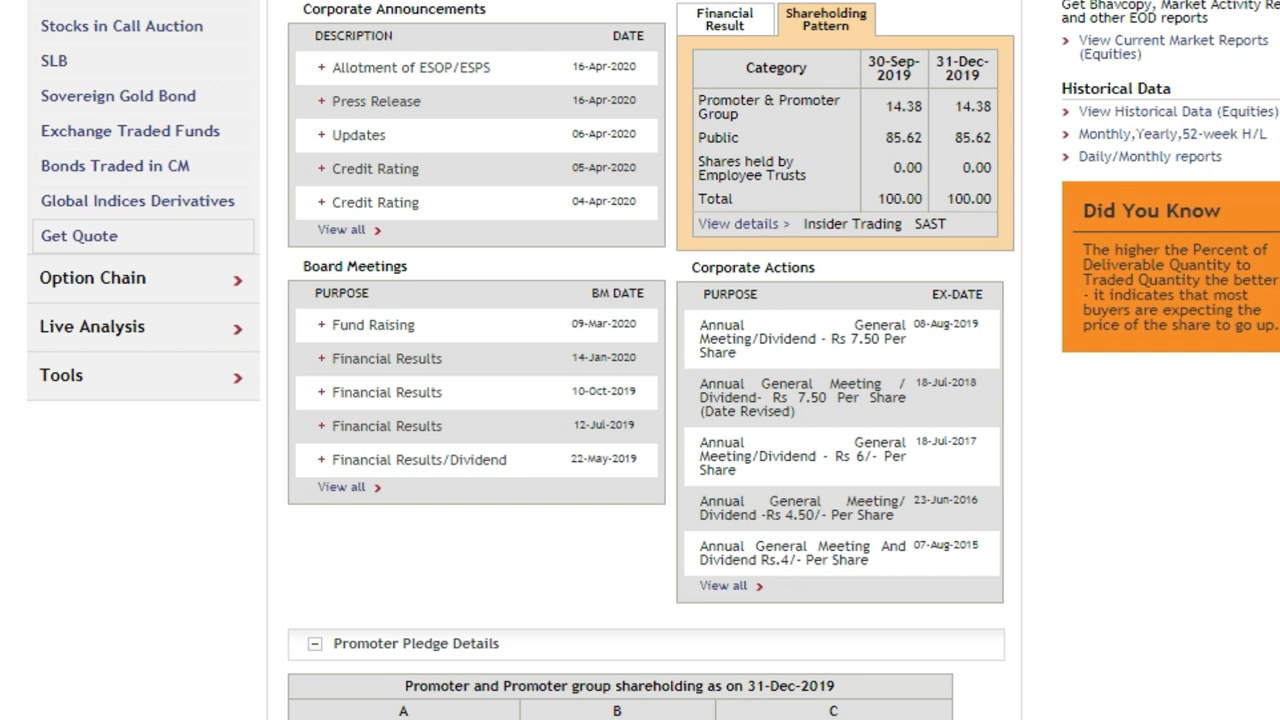 Stocks in Call Auction
SLB
Sovereign Gold Bond
Exchange Traded Funds
Bonds Traded in CM
Global Indices Derivatives
Get Quote
Option Chain
Live Analysis
Tools
Corporate Announcements
DESCRIPTION DATE
+ Allotment of ESOP/ESPS 16-Apr-2020
+ Press Release 16-Apr-2020
+ Updates 06-Apr-2020
+ Credit Rating 05-Apr-2020
+ Credit Rating 04-Apr-2020
View all >
Board Meetings
PURPOSE BM DATE
+ Fund Raising 09-Mar-2020
+ Financial Results 14-Jan-2020
+ Financial Results 10-Oct-2019
+ Financial Results 12-Jul-2019
+ Financial Results/Dividend 22-May-2019
View all >
Financial
Result
Shareholding
Pattern
Category 30-Sep-
2019 31-Dec-
2019
Promoter & Promoter
Group 14.38 14.38
Public 85.62 85.62
Shares held by
Employee Trusts 0.00 0.00
Total 100.00 100.00
View details > Insider Trading SAST
Corporate Actions
PURPOSE EX-DATE
Annual General 08-Aug-2019
Meeting/Dividend - Rs 7.50 Per
Share
Annual General Meeting / 18-Jul-2018
Dividend- Rs 7.50 Per Share
(Date Revised)
Annual General 18-Jul-2017
Meeting/Dividend - Rs 6/- Per
Share
Annual General Meeting/ 23-Jun-2016
Dividend -Rs 4.50/- Per Share
Annual General Meeting And 07-Aug-2015
Dividend Rs.4/- Per Share
View all >
Promoter Pledge Details
Promoter and Promoter group shareholding as on 31-Dec-2019
A B C
Get Bhavcopy, Market Activity Re
and other EOD reports
> View Current Market Reports
(Equities)
Historical Data
> View Historical Data (Equities)
> Monthly,Yearly,52-week H/L
> Daily/Monthly reports
Did You Know
The higher the Percent of
Deliverable Quantity to
Traded Quantity the better
- it indicates that most
buyers are expecting the
price of the share to go up.